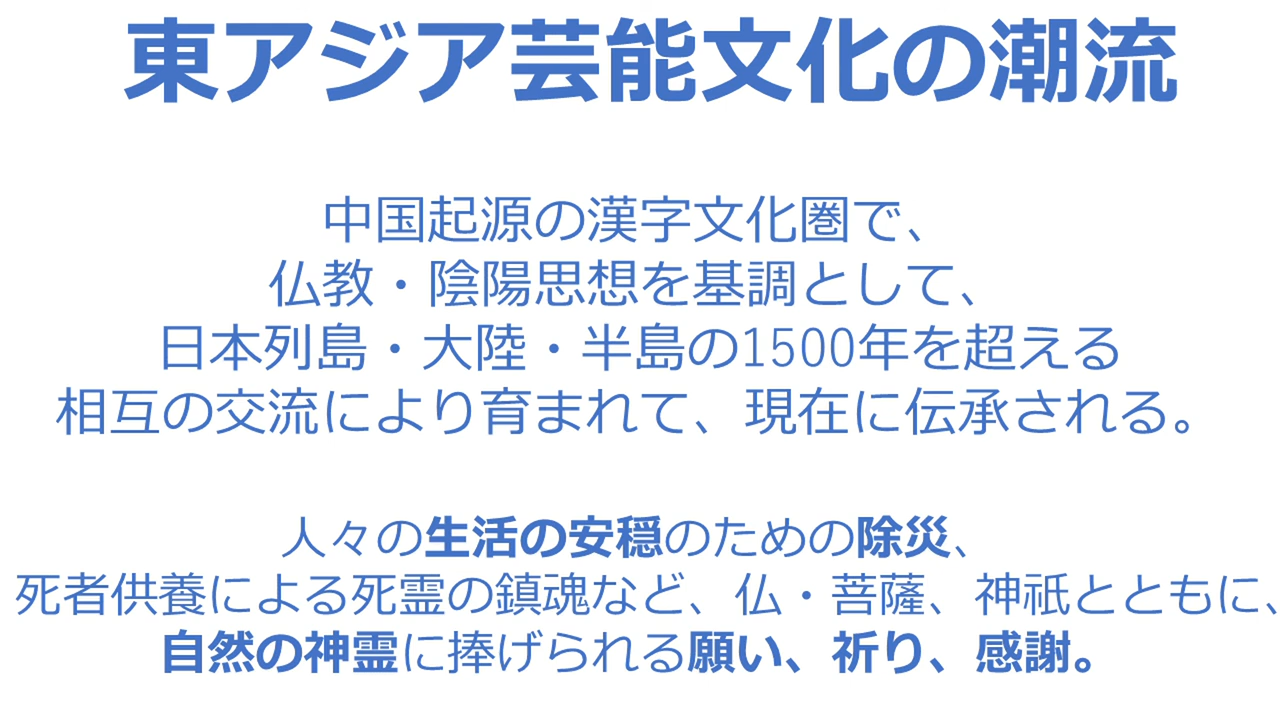 東アジア芸能文化の潮流
中国起源の漢字文化圏で、
仏教・陰陽思想を基調として、
日本列島・大陸・半島の1500年を超える
相互の交流により育まれて、現在に伝承される。
人々の生活の安穏のための除災、
死者供養による死霊の鎮魂など、仏・菩薩、神祇とともに、
自然の神霊に捧げられる願い、祈り、感謝。